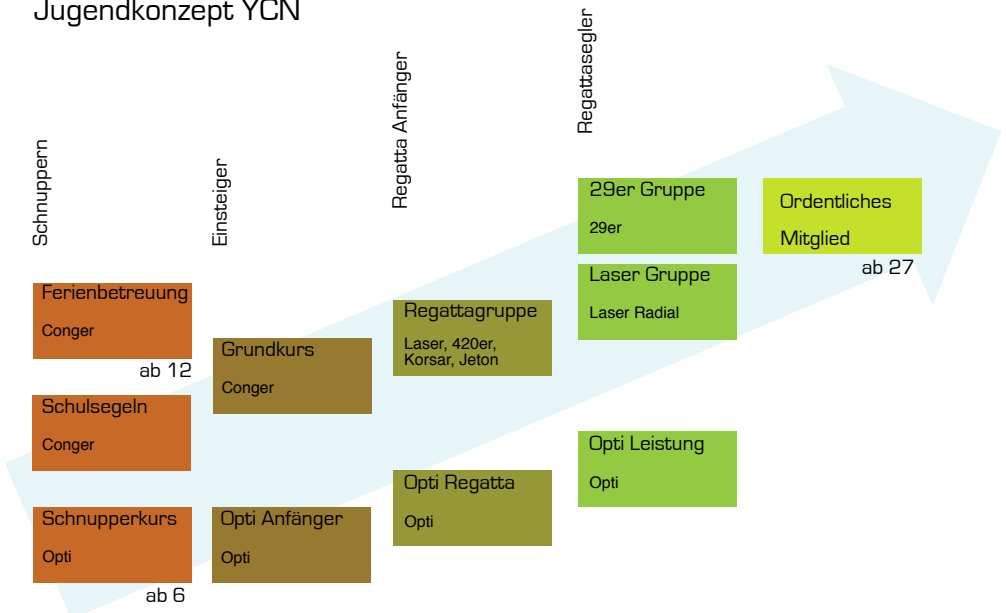 Jugendkonzept YCN
Schnuppern
Einsteiger
Regatta Anfänger
Regattasegler
Ferienbetreuung
Conger
ab 12
Schulsegeln
Conger
Schnupperkurs
Opti
ab 6
Grundkurs
Conger
Opti Anfänger
Opti
Regattagruppe
Laser, 420er,
Korsar, Jeton
Opti Regatta
Opti
29er Gruppe
29er
Laser Gruppe
Laser Radial
Opti Leistung
Opti
Ordentliches
Mitglied
ab 27